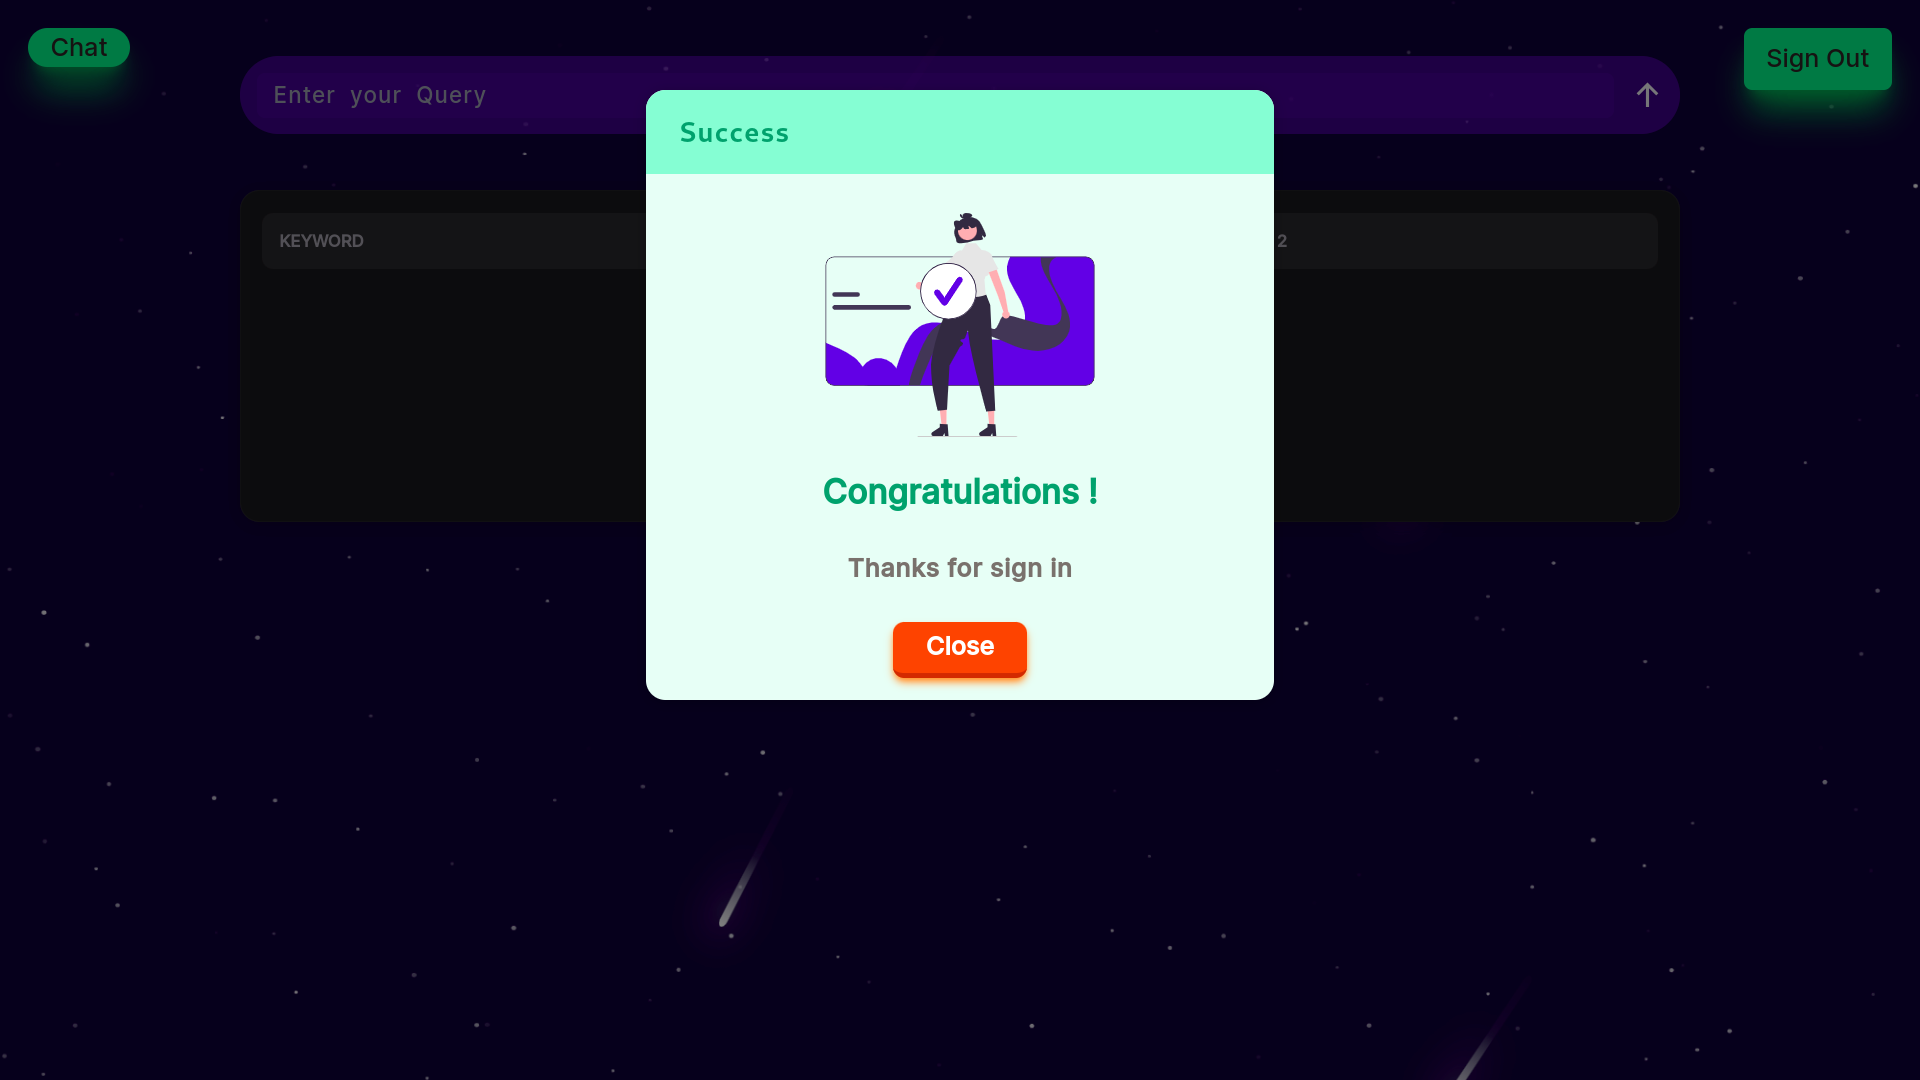 Chat
Sign Out
Enter your Query
Success
KEYWORD
2
Congratulations !
Thanks for sign in
Close